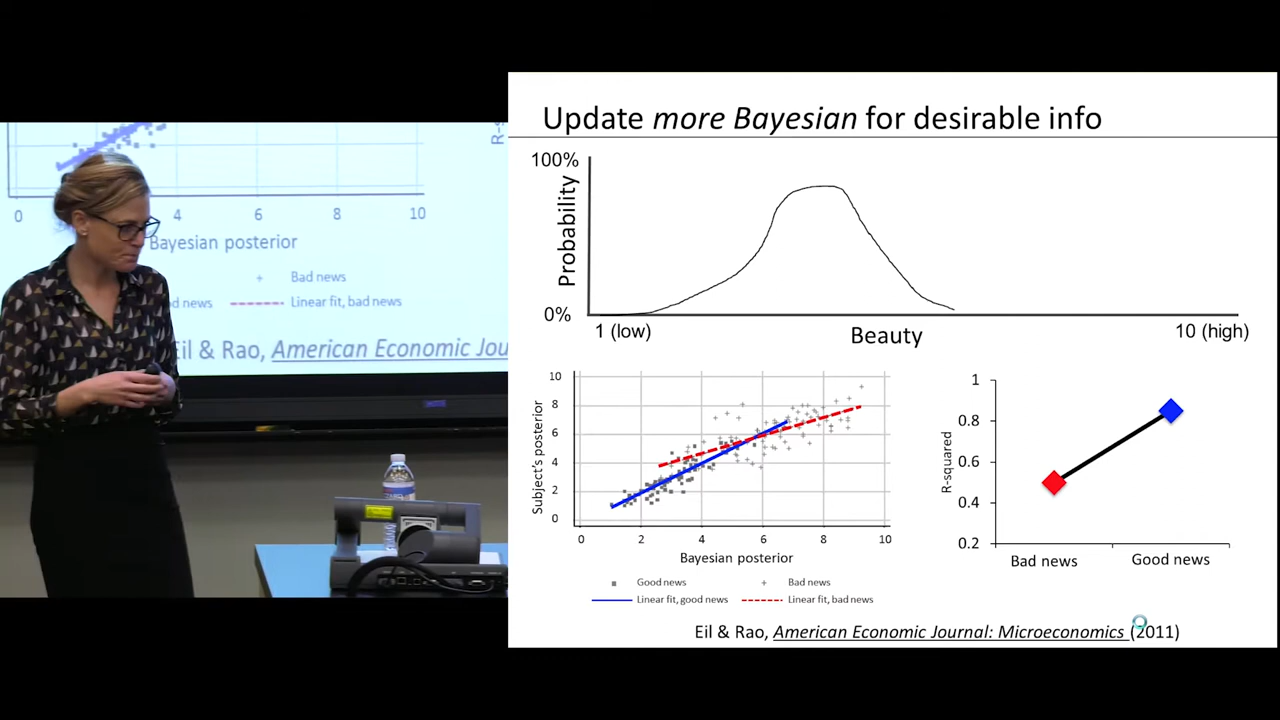 Update more Bayesian for desirable info
100%
Probability
0%
1 (low)
Beauty
10 (high)
10
8
6
4
2
0
Subject's posterior
0 2 4 6 8 10
Bayesian posterior
Good news Bad news
Linear fit, good news Linear fit, bad news
1
0.8
0.6
0.4
0.2
R-squared
Bad news Good news
Eil & Rao, American Economic Journal: Microeconomics (2011)
R-s
0 4 6 8 10
Bayesian posterior
Bad news
d news Linear fit, bad news
Eil & Rao, American Economic Journ